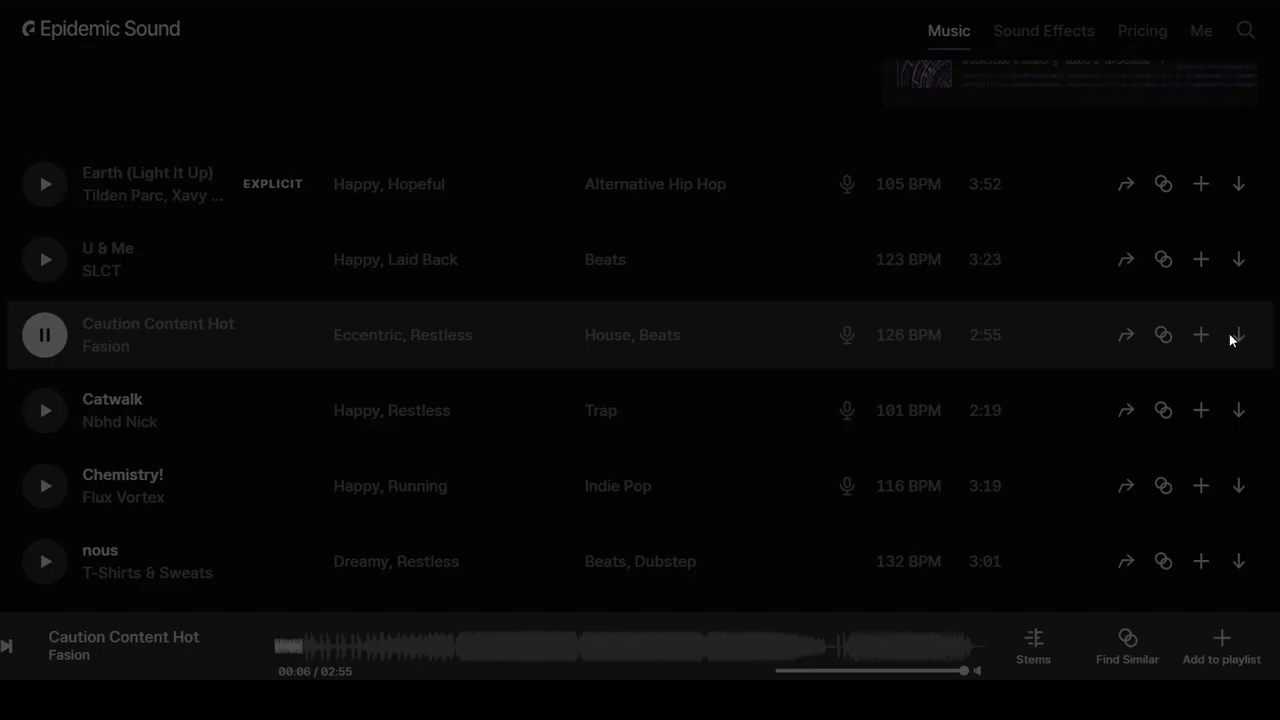 Epidemic Sound
Music Sound Effects Pricing Me
Earth (Light It Up)
Tilden Parc, Xavy ...
EXPLICIT
Happy, Hopeful
Alternative Hip Hop
105 BPM
3:52
U & Me
SLCT
Happy, Laid Back
Beats
123 BPM
3:23
Caution Content Hot
Fasion
Eccentric, Restless
House, Beats
126 BPM
2:55
Catwalk
Nbhd Nick
Happy, Restless
Trap
101 BPM
2:19
Chemistry!
Flux Vortex
Happy, Running
Indie Pop
116 BPM
3:19
nous
T-Shirts & Sweats
Dreamy, Restless
Beats, Dubstep
132 BPM
3:01
Caution Content Hot
Fasion
00:06 / 02:55
Stems
Find Similar
Add to playlist